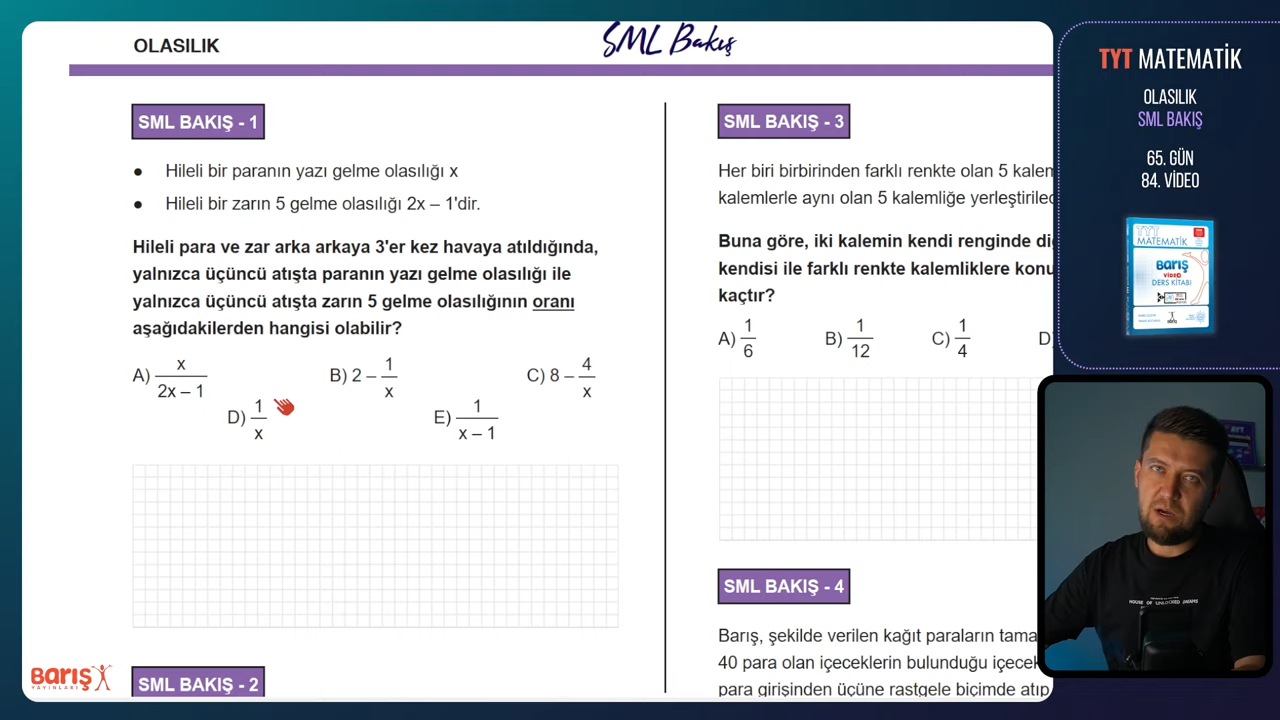 OLASILIK
SML Bakış
SML BAKIŞ - 1
• Hileli bir paranın yazı gelme olasılığı x
• Hileli bir zarın 5 gelme olasılığı 2x – 1'dir.
Hileli para ve zar arka arkaya 3'er kez havaya atıldığında,
yalnızca üçüncü atışta paranın yazı gelme olasılığı ile
yalnızca üçüncü atışta zarın 5 gelme olasılığının oranı
aşağıdakilerden hangisi olabilir?
A) x / 2x – 1 B) 2 – 1 / x C) 8 – 4 / x
D) 1 / x E) 1 / x – 1
SML BAKIŞ - 2
SML BAKIŞ - 3
Her biri birbirinden farklı renkte olan 5 kalem
kalemlerle aynı olan 5 kalemliğe yerleştirile
Buna göre, iki kalemin kendi renginde di
kendisi ile farklı renkte kalemliklere konu
kaçtır?
A) 1 / 6 B) 1 / 12 C) 1 / 4 D
SML BAKIŞ - 4
Barış, şekilde verilen kağıt paraların tama
40 para olan içeceklerin bulunduğu içecek
para girişinden üçüne rastgele biçimde atıp
Barış
YAYINLARI
TYT MATEMATİK
OLASILIK
SML BAKIŞ
65. GÜN
84. VİDEO
TYT
MATEMATİK
Barış
VİDEO
DERS KİTABI
HOUSE OF UNLOCKED DREAMS